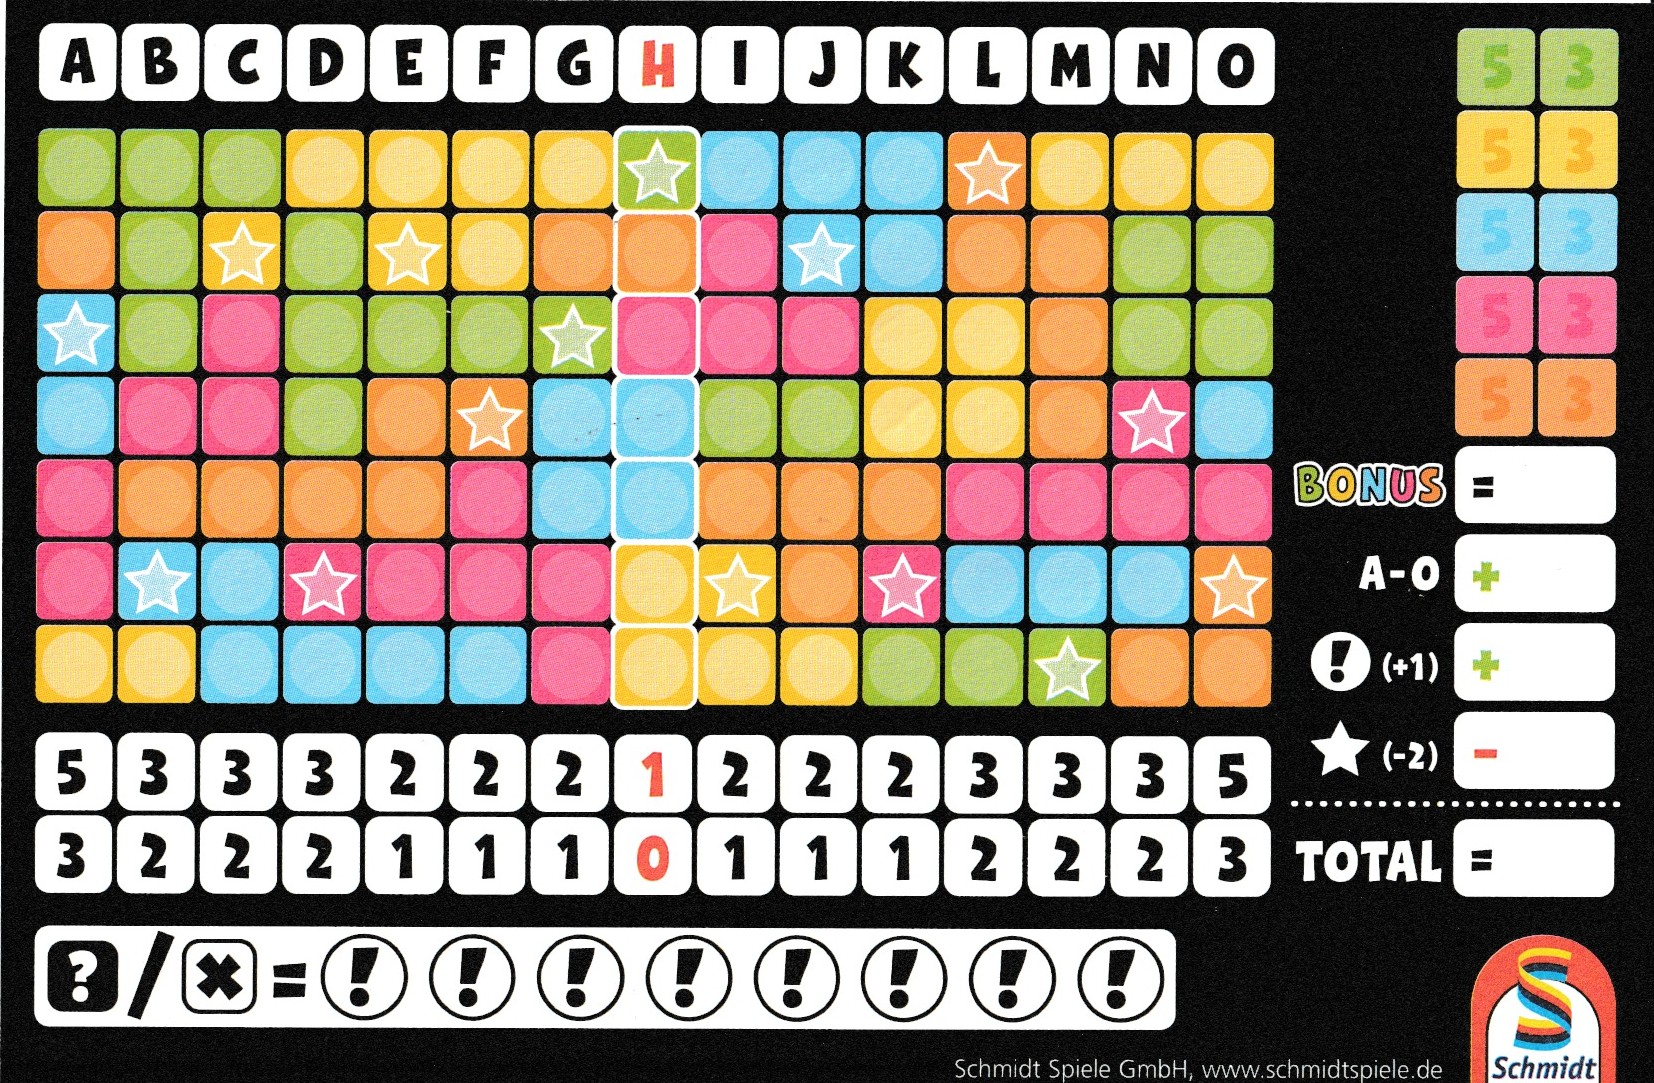 A B C D E F G H I J K L M N O
5 3
5 3
5 3
5 3
5 3
BONUS =
A-O +
! (+1) +
(-2) -
5 3 3 3 2 2 2 1 2 2 2 3 3 3 5
3 2 2 2 1 1 1 0 1 1 1 2 2 2 3
TOTAL =
? / ✖ = ! ! ! ! ! ! ! !
Schmidt Spiele GmbH, www.schmidtspiele.de
Schmidt